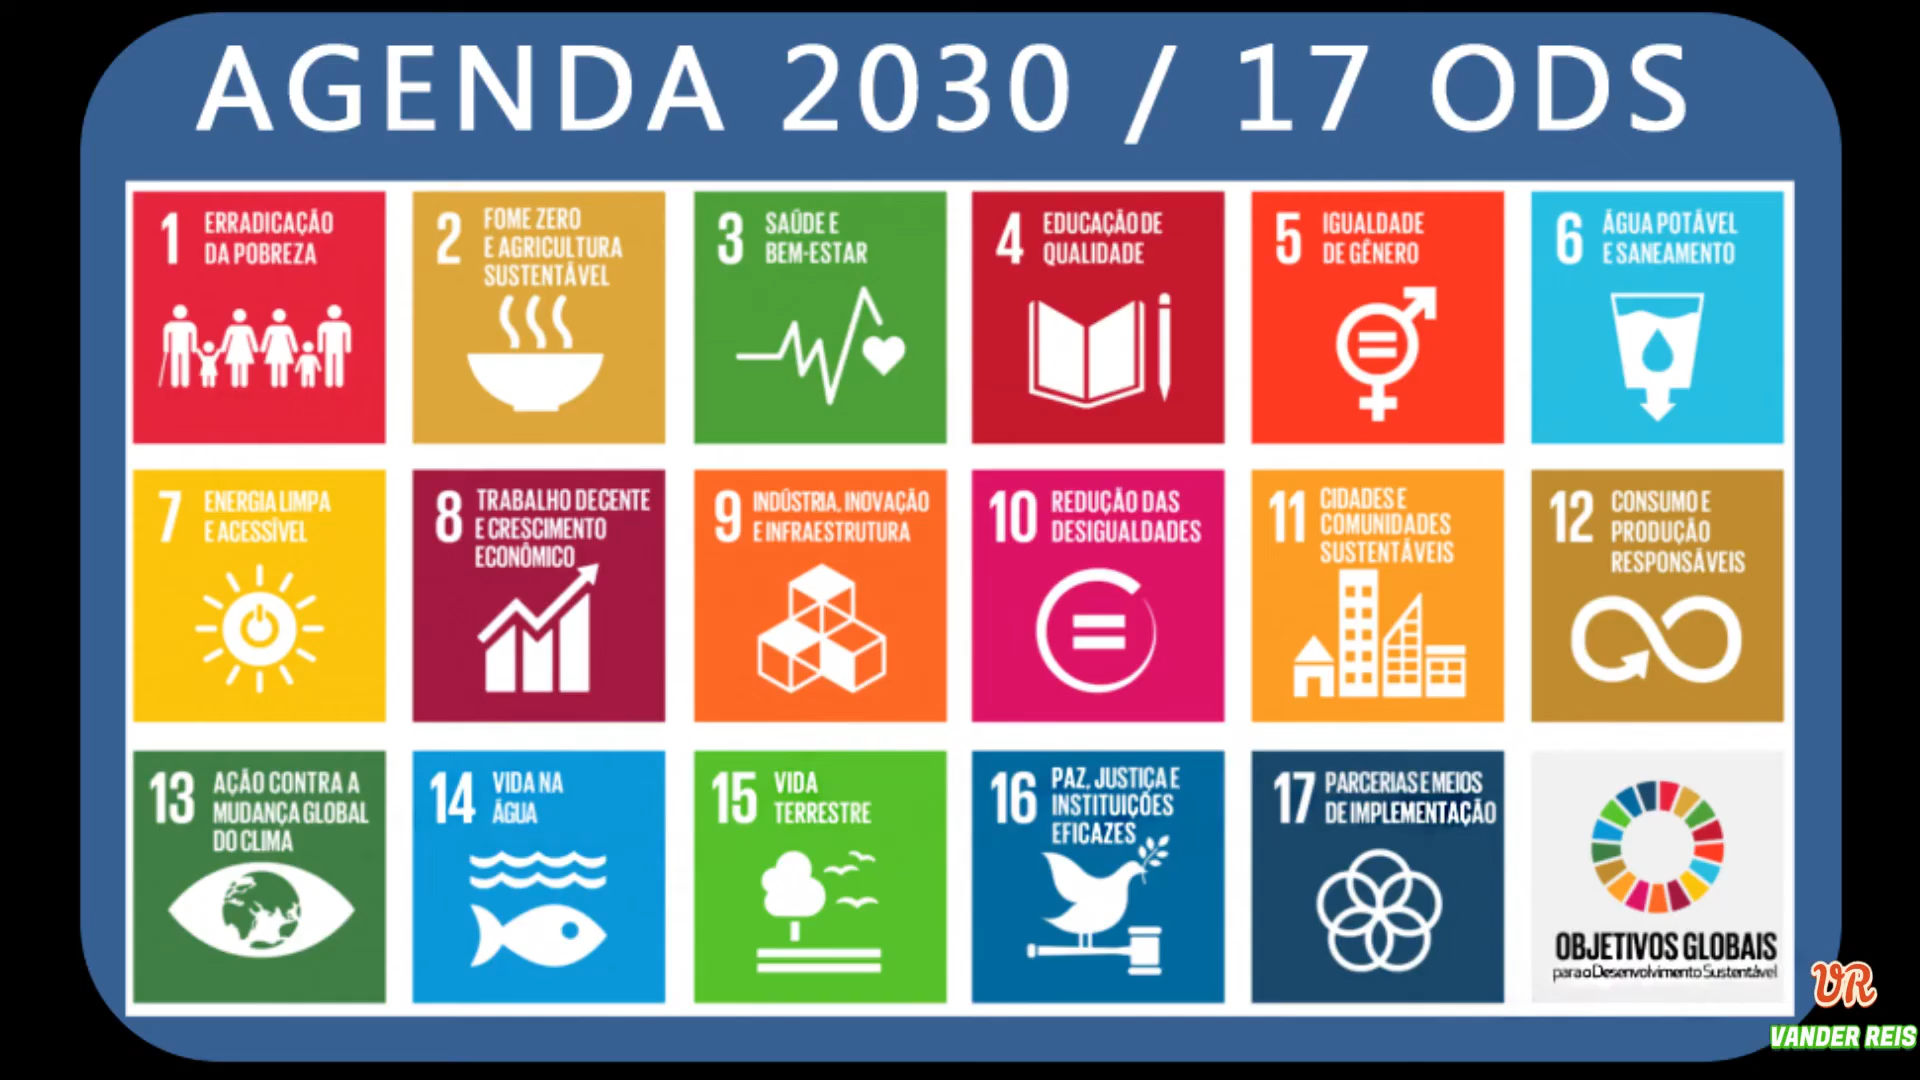 AGENDA 2030 / 17 ODS
1 ERRADICAÇÃO
DA POBREZA
2 FOME ZERO
E AGRICULTURA
SUSTENTÁVEL
3 SAÚDE E
BEM-ESTAR
4 EDUCAÇÃO DE
QUALIDADE
5 IGUALDADE
DE GÊNERO
6 ÁGUA POTÁVEL
E SANEAMENTO
7 ENERGIA LIMPA
E ACESSÍVEL
8 TRABALHO DECENTE
E CRESCIMENTO
ECONÔMICO
9 INDÚSTRIA, INOVAÇÃO
E INFRAESTRUTURA
10 REDUÇÃO DAS
DESIGUALDADES
11 CIDADES E
COMUNIDADES
SUSTENTÁVEIS
12 CONSUMO E
PRODUÇÃO
RESPONSÁVEIS
13 AÇÃO CONTRA A
MUDANÇA GLOBAL
DO CLIMA
14 VIDA NA
ÁGUA
15 VIDA
TERRESTRE
16 PAZ, JUSTIÇA E
INSTITUIÇÕES
EFICAZES
17 PARCERIAS E MEIOS
DE IMPLEMENTAÇÃO
OBJETIVOS GLOBAIS
para o Desenvolvimento Sustentável
VR
VANDER REIS